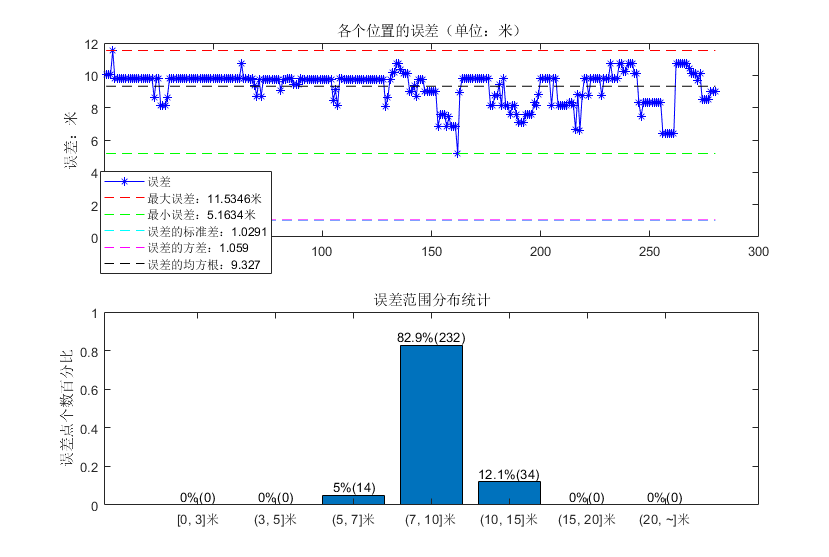 各个位置的误差（单位：米）
12
10
8
6
4
2
0
误差：米
误差
最大误差：11.5346米
最小误差：5.1634米
误差的标准差：1.0291
误差的方差：1.059
误差的均方根：9.327
100
150
200
250
300
误差范围分布统计
1
0.8
0.6
0.4
0.2
0
误差点个数百分比
0%(0)
0%(0)
5%(14)
82.9%(232)
12.1%(34)
0%(0)
0%(0)
[0, 3]米
(3, 5]米
(5, 7]米
(7, 10]米
(10, 15]米
(15, 20]米
(20, ~]米